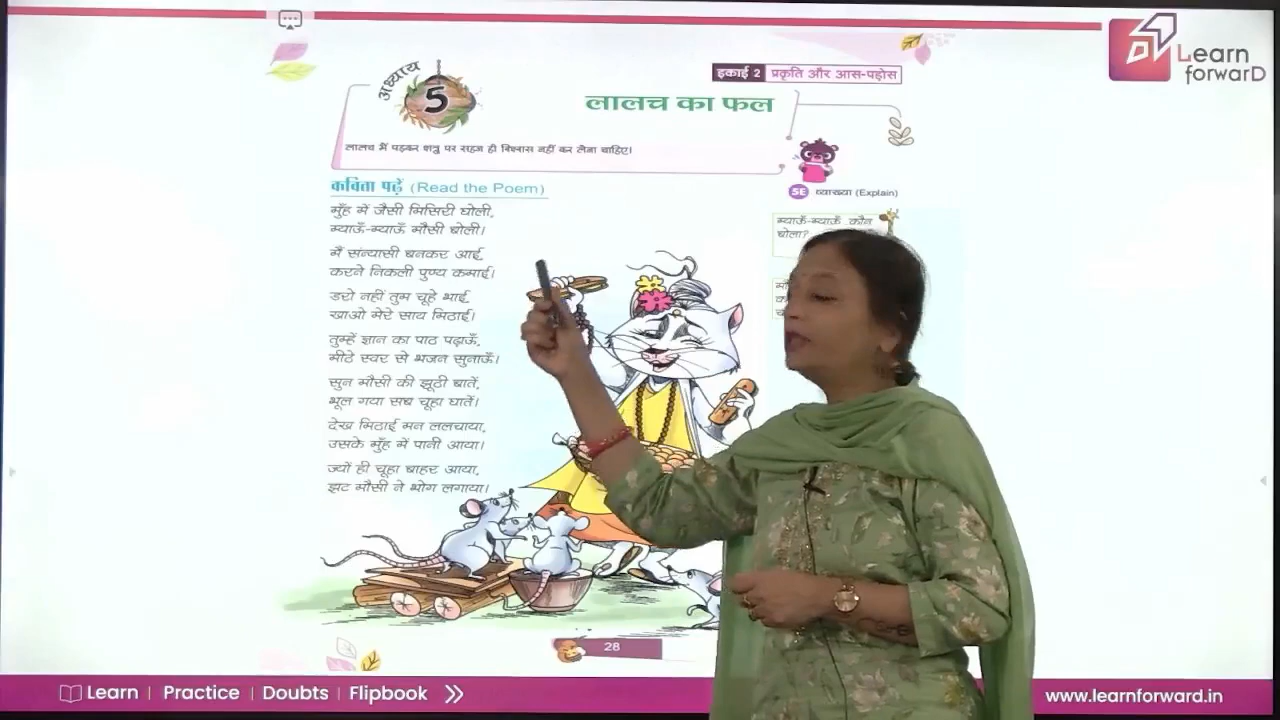 Learn
forwarD
इकाई 2 प्रकृति और आस-पड़ोस
अध्याय
5
लालच का फल
लालच में पड़कर शत्रु पर सहज ही विश्वास नहीं कर लेना चाहिए।
कविता पढ़ें (Read the Poem)
5E व्याख्या (Explain)
मुँह में जैसी मिसिरी घोली,
म्याऊँ-म्याऊँ मौसी बोली।
मैं संन्यासी बनकर आई,
करने निकली पुण्य कमाई।
डरो नहीं तुम चूहे भाई,
खाओ मेरे साथ मिठाई।
तुम्हें ज्ञान का पाठ पढ़ाऊँ,
मीठे स्वर से भजन सुनाऊँ।
सुन मौसी की झूठी बातें,
भूल गया सब चूहा घातें।
देख मिठाई मन ललचाया,
उसके मुँह में पानी आया।
ज्यों ही चूहा बाहर आया,
झट मौसी ने भोग लगाया।
म्याऊँ-म्याऊँ कौन
बोला?
28
Learn | Practice | Doubts | Flipbook
www.learnforward.in